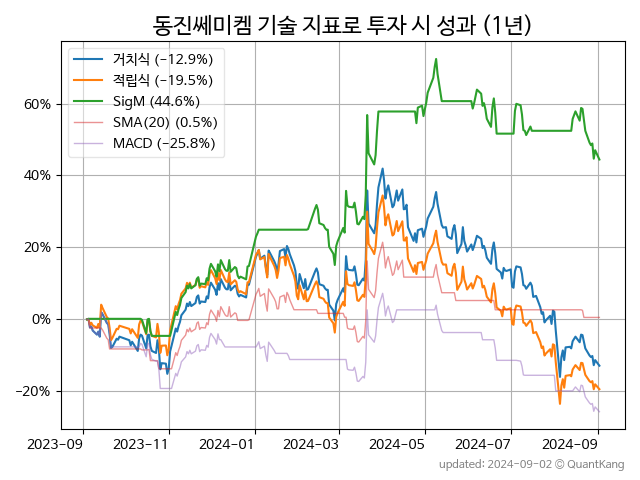 동진쎄미켐 기술 지표로 투자 시 성과 (1년)
거치식 (−12.9%)
적립식 (−19.5%)
SigM (44.6%)
SMA(20) (0.5%)
MACD (−25.8%)
60%
40%
20%
0%
−20%
2023−09 2023−11 2024−01 2024−03 2024−05 2024−07 2024−09
updated: 2024−09−02 © QuantKang